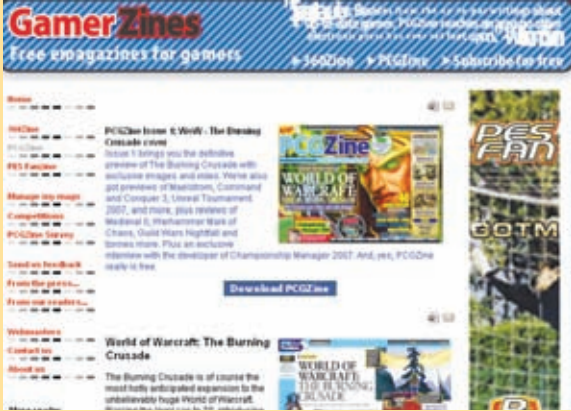 GamerZines
Free emagazines for gamers
360Zine
PCGZine
Subscribe for free
Home
360Zine
PCGZine
PES Fanzine
Manage my mags
Competitions
PCGZine Survey
Send us feedback
From the press...
From our readers...
Webmasters
Contact us
About us
PCGZine Issue 1: WoW - The Burning
Crusade cover
Issue 1 brings you the definitive
preview of The Burning Crusade with
exclusive images and video. We've also
got previews of Maelstrom, Command
and Conquer 3, Unreal Tournament
2007, and more, plus reviews of
Medieval II, Warhammer Mark of
Chaos, Guild Wars Nightfall and
tonnes more. Plus an exclusive
interview with the developer of Championship Manager 2007. And, yes, PCGZine
really is free.
PCGZine
WORLD OF
WARCRAFT
Download PCGZine
World of Warcraft: The Burning
Crusade
The Burning Crusade is of course the
most hotly anticipated expansion to the
unbelievably huge World of Warcraft.
WORLD OF
WARCRAFT:
THE BURNING
CRUSADE
PES
FAN
GOTM